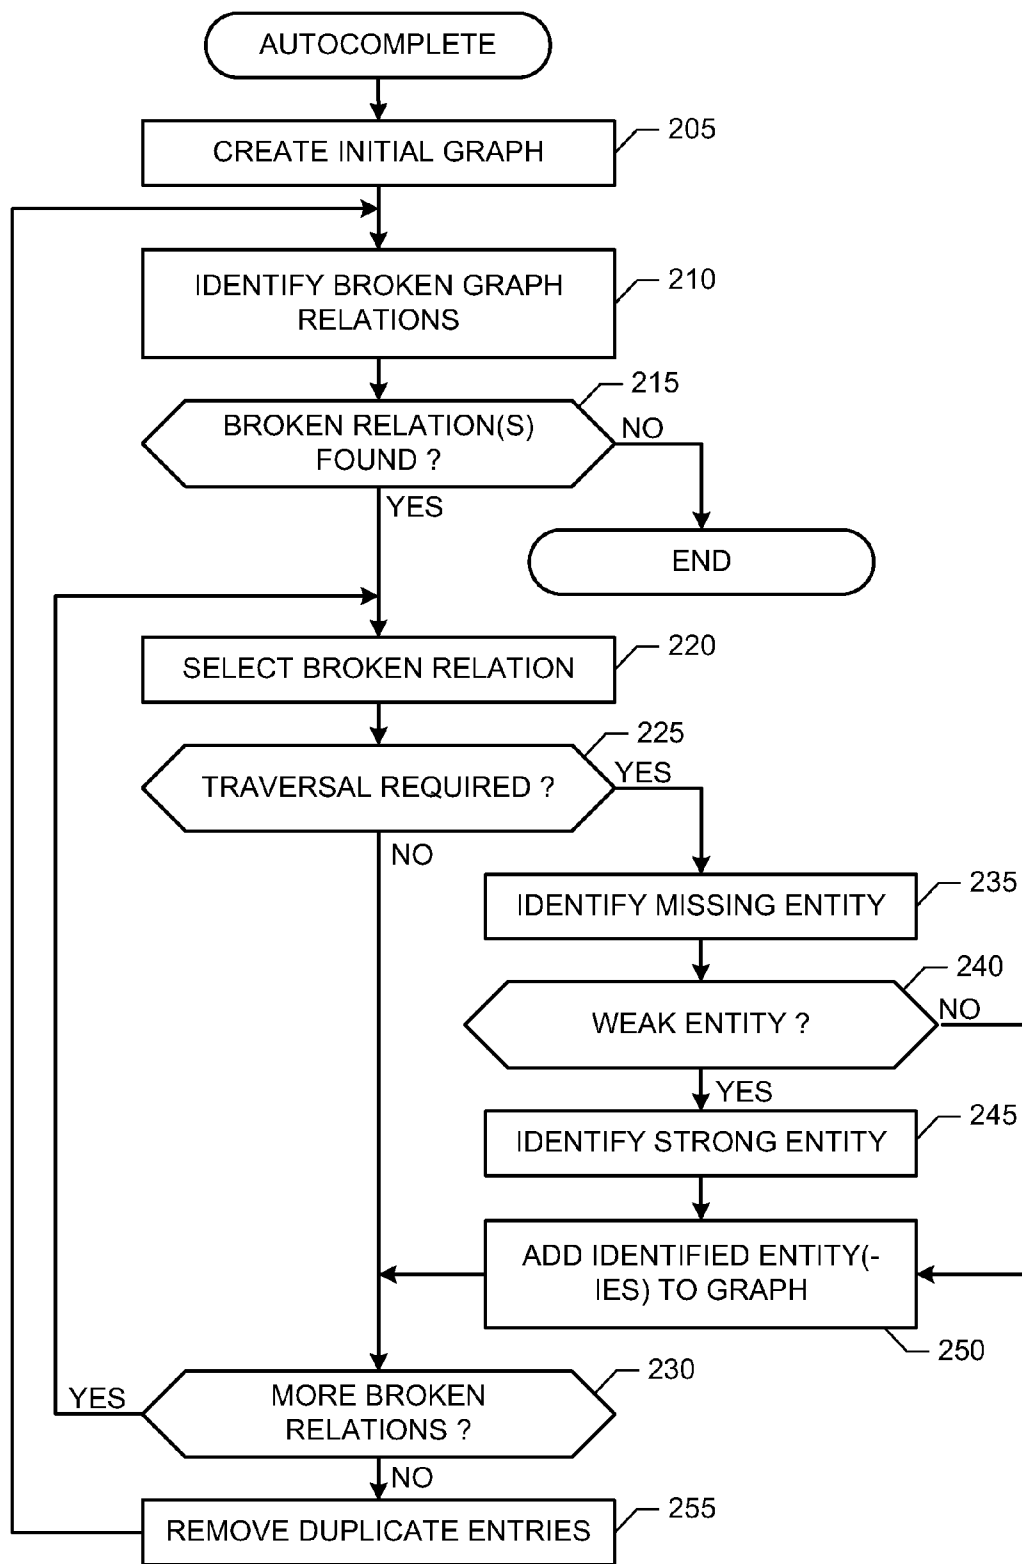 AUTOCOMPLETE
CREATE INITIAL GRAPH
205
IDENTIFY BROKEN GRAPH
RELATIONS
210
215
BROKEN RELATION(S)
FOUND ?
NO
YES
END
SELECT BROKEN RELATION
220
225
TRAVERSAL REQUIRED ?
YES
NO
IDENTIFY MISSING ENTITY
235
240
WEAK ENTITY ?
NO
YES
IDENTIFY STRONG ENTITY
245
ADD IDENTIFIED ENTITY(-
IES) TO GRAPH
250
230
MORE BROKEN
RELATIONS ?
YES
NO
REMOVE DUPLICATE ENTRIES
255